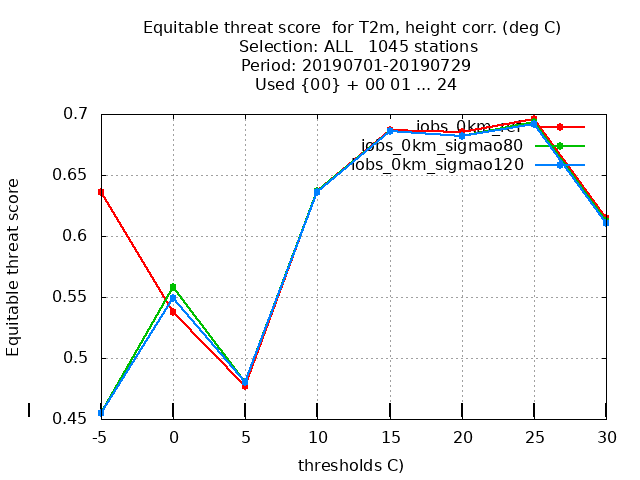 Equitable threat score  for T2m, height corr. (deg C)
Selection: ALL   1045 stations
Period: 20190701-20190729
Used {00} + 00 01 ... 24
Equitable threat score
0.7
0.65
0.6
0.55
0.5
0.45
iobs_0km_ref
iobs_0km_sigmao80
iobs_0km_sigmao120
-5 0 5 10 15 20 25 30
thresholds C)